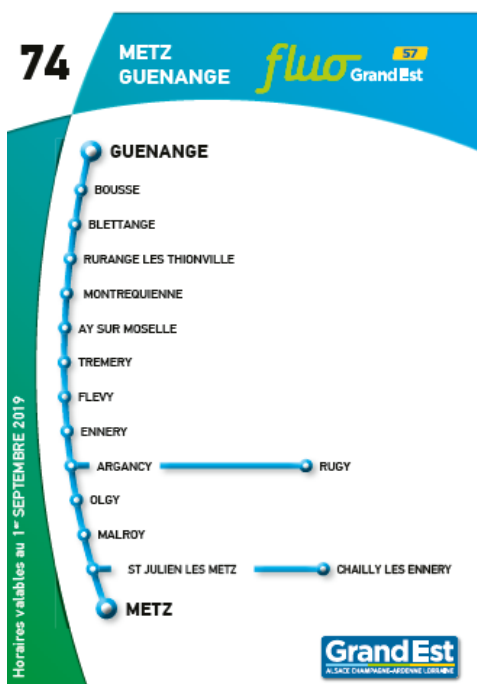 74
METZ
GUENANGE
fluo GrandEst
57
GUENANGE
BOUSSE
BLETTANGE
RURANGE LES THIONVILLE
MONTREQUIENNE
AY SUR MOSELLE
TREMERY
FLEVY
ENNERY
ARGANCY RUGY
OLGY
MALROY
ST JULIEN LES METZ CHAILLY LES ENNERY
METZ
Horaires valables au 1er SEPTEMBRE 2019
GrandEst
ALSACE CHAMPAGNE-ARDENNE LORRAINE